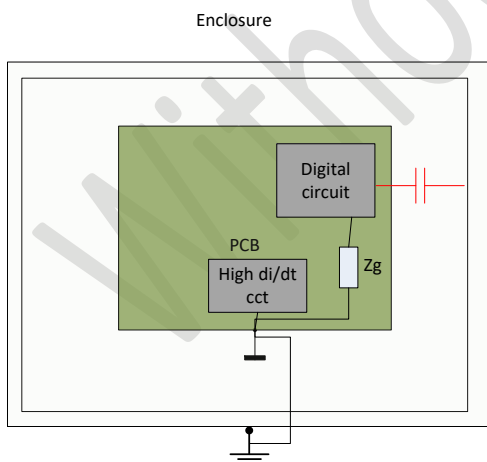 Enclosure
Digital
circuit
PCB
High di/dt
cct
Zg